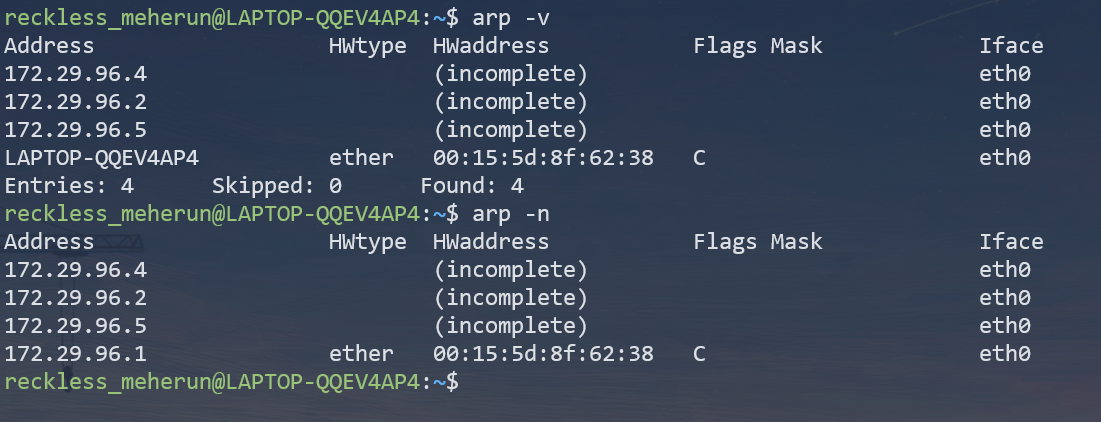 reckless_meherun@LAPTOP-QQEV4AP4:~$ arp -v
Address                  HWtype  HWaddress           Flags Mask            Iface
172.29.96.4                      (incomplete)                              eth0
172.29.96.2                      (incomplete)                              eth0
172.29.96.5                      (incomplete)                              eth0
LAPTOP-QQEV4AP4          ether   00:15:5d:8f:62:38   C                     eth0
Entries: 4      Skipped: 0      Found: 4
reckless_meherun@LAPTOP-QQEV4AP4:~$ arp -n
Address                  HWtype  HWaddress           Flags Mask            Iface
172.29.96.4                      (incomplete)                              eth0
172.29.96.2                      (incomplete)                              eth0
172.29.96.5                      (incomplete)                              eth0
172.29.96.1              ether   00:15:5d:8f:62:38   C                     eth0
reckless_meherun@LAPTOP-QQEV4AP4:~$